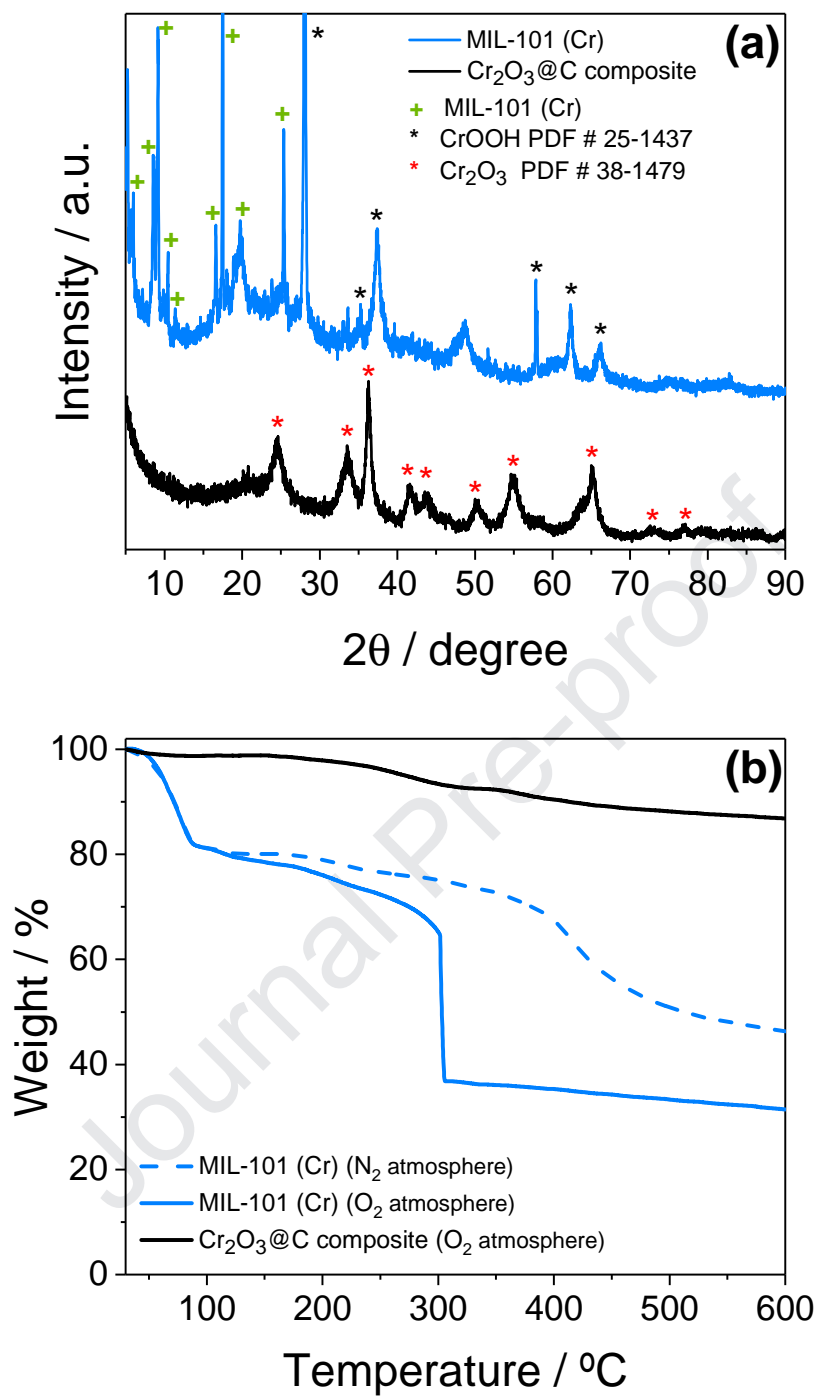 (a)
MIL-101 (Cr)
Cr₂O₃@C composite
+ MIL-101 (Cr)
* CrOOH PDF # 25-1437
* Cr₂O₃ PDF # 38-1479
Intensity / a.u.
10 20 30 40 50 60 70 80 90
2θ / degree
(b)
100
80
60
40
20
0
Weight / %
MIL-101 (Cr) (N₂ atmosphere)
MIL-101 (Cr) (O₂ atmosphere)
Cr₂O₃@C composite (O₂ atmosphere)
100 200 300 400 500 600
Temperature / ºC
Journal Pre-proof